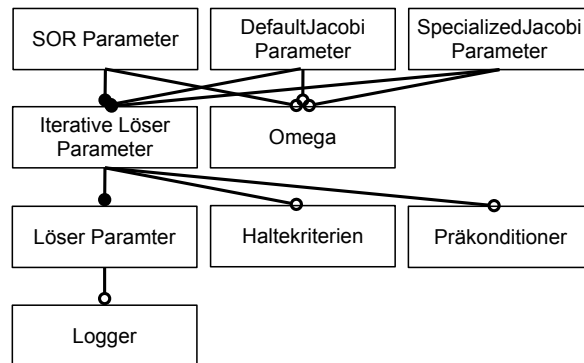 SOR Parameter
DefaultJacobi
Parameter
SpecializedJacobi
Parameter
Iterative Löser
Parameter
Omega
Löser Paramter
Haltekriterien
Präkonditioner
Logger